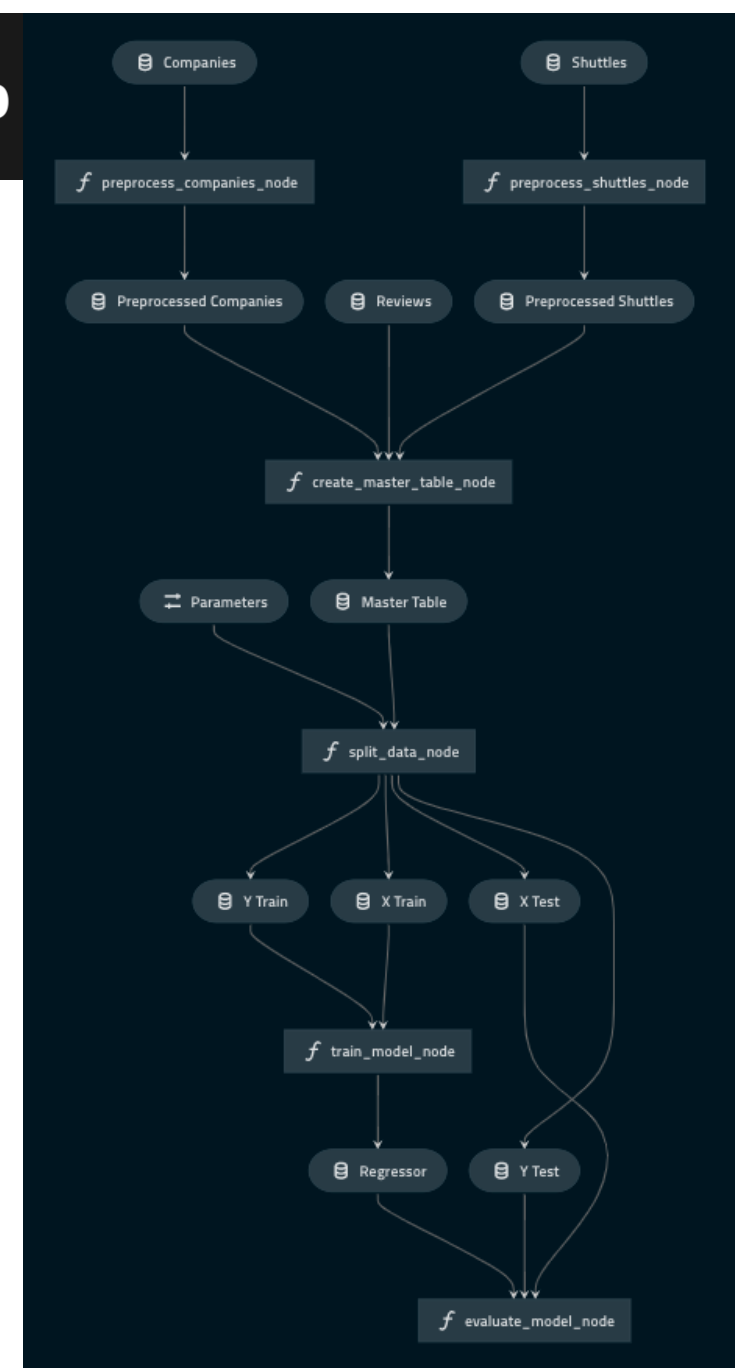 Companies
Shuttles
preprocess_companies_node
preprocess_shuttles_node
Preprocessed Companies
Reviews
Preprocessed Shuttles
create_master_table_node
Parameters
Master Table
split_data_node
Y Train
X Train
X Test
train_model_node
Regressor
Y Test
evaluate_model_node